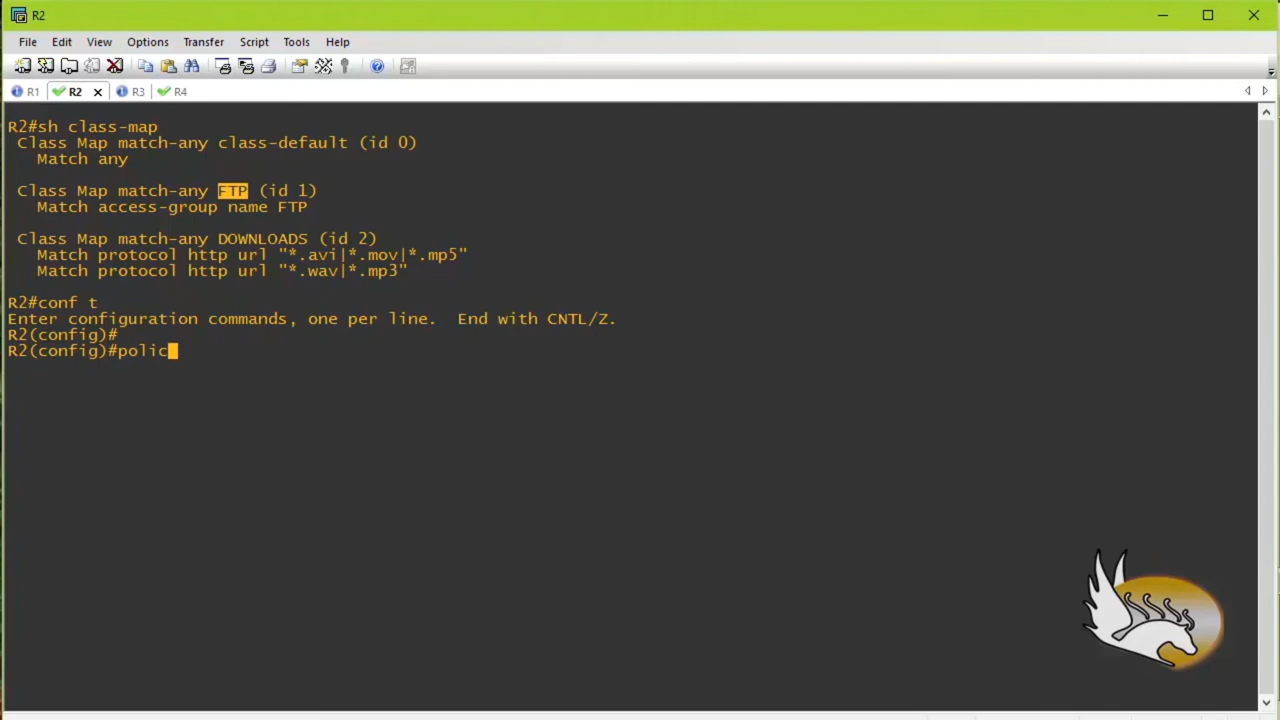 R2
File Edit View Options Transfer Script Tools Help
R1 R2 R3 R4
R2#sh class-map
Class Map match-any class-default (id 0)
Match any
Class Map match-any FTP (id 1)
Match access-group name FTP
Class Map match-any DOWNLOADS (id 2)
Match protocol http url "*.avi|*.mov|*.mp5"
Match protocol http url "*.wav|*.mp3"
R2#conf t
Enter configuration commands, one per line. End with CNTL/Z.
R2(config)#
R2(config)#polic